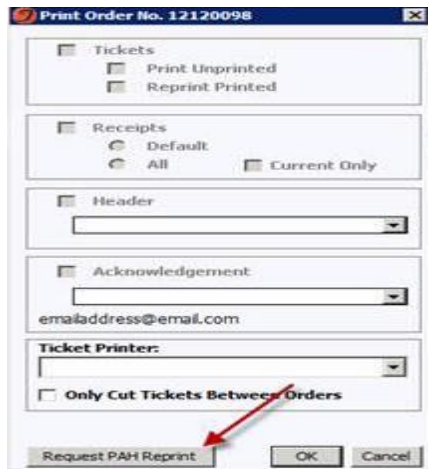 Print Order No. 12120098
Tickets
Print Unprinted
Reprint Printed
Receipts
Default
All Current Only
Header
Acknowledgement
emailaddress@email.com
Ticket Printer:
Only Cut Tickets Between Orders
Request PAH Reprint OK Cancel